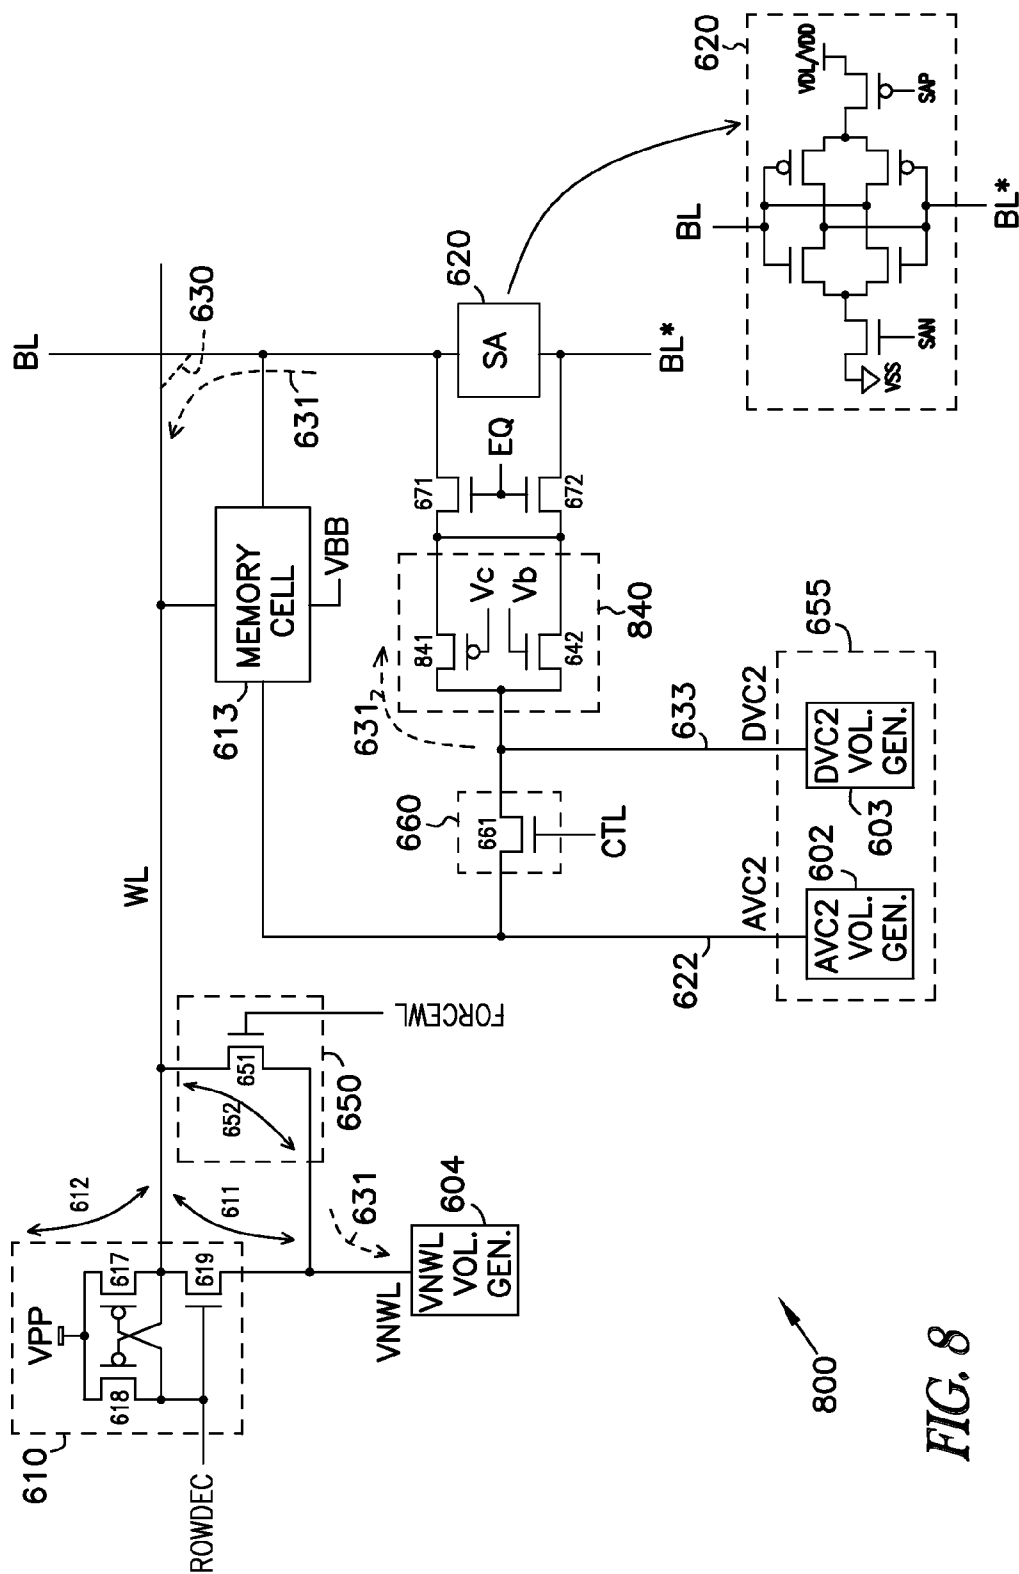 610
VPP
618
617
619
ROWDEC
612
611
VNWL
631
VNWL
VOL.
GEN.
604
652
651
650
FORCEWL
WL
613
MEMORY
CELL
VBB
BL
630
631
622
AVC2
AVC2
VOL.
GEN.
602
660
661
CTL
631
633
DVC2
DVC2
VOL.
GEN.
603
655
841
Vc
Vb
642
840
671
EQ
672
SA
620
BL*
620
BL
BL*
VDL/VDD
SAP
SAN
VSS
800
FIG. 8